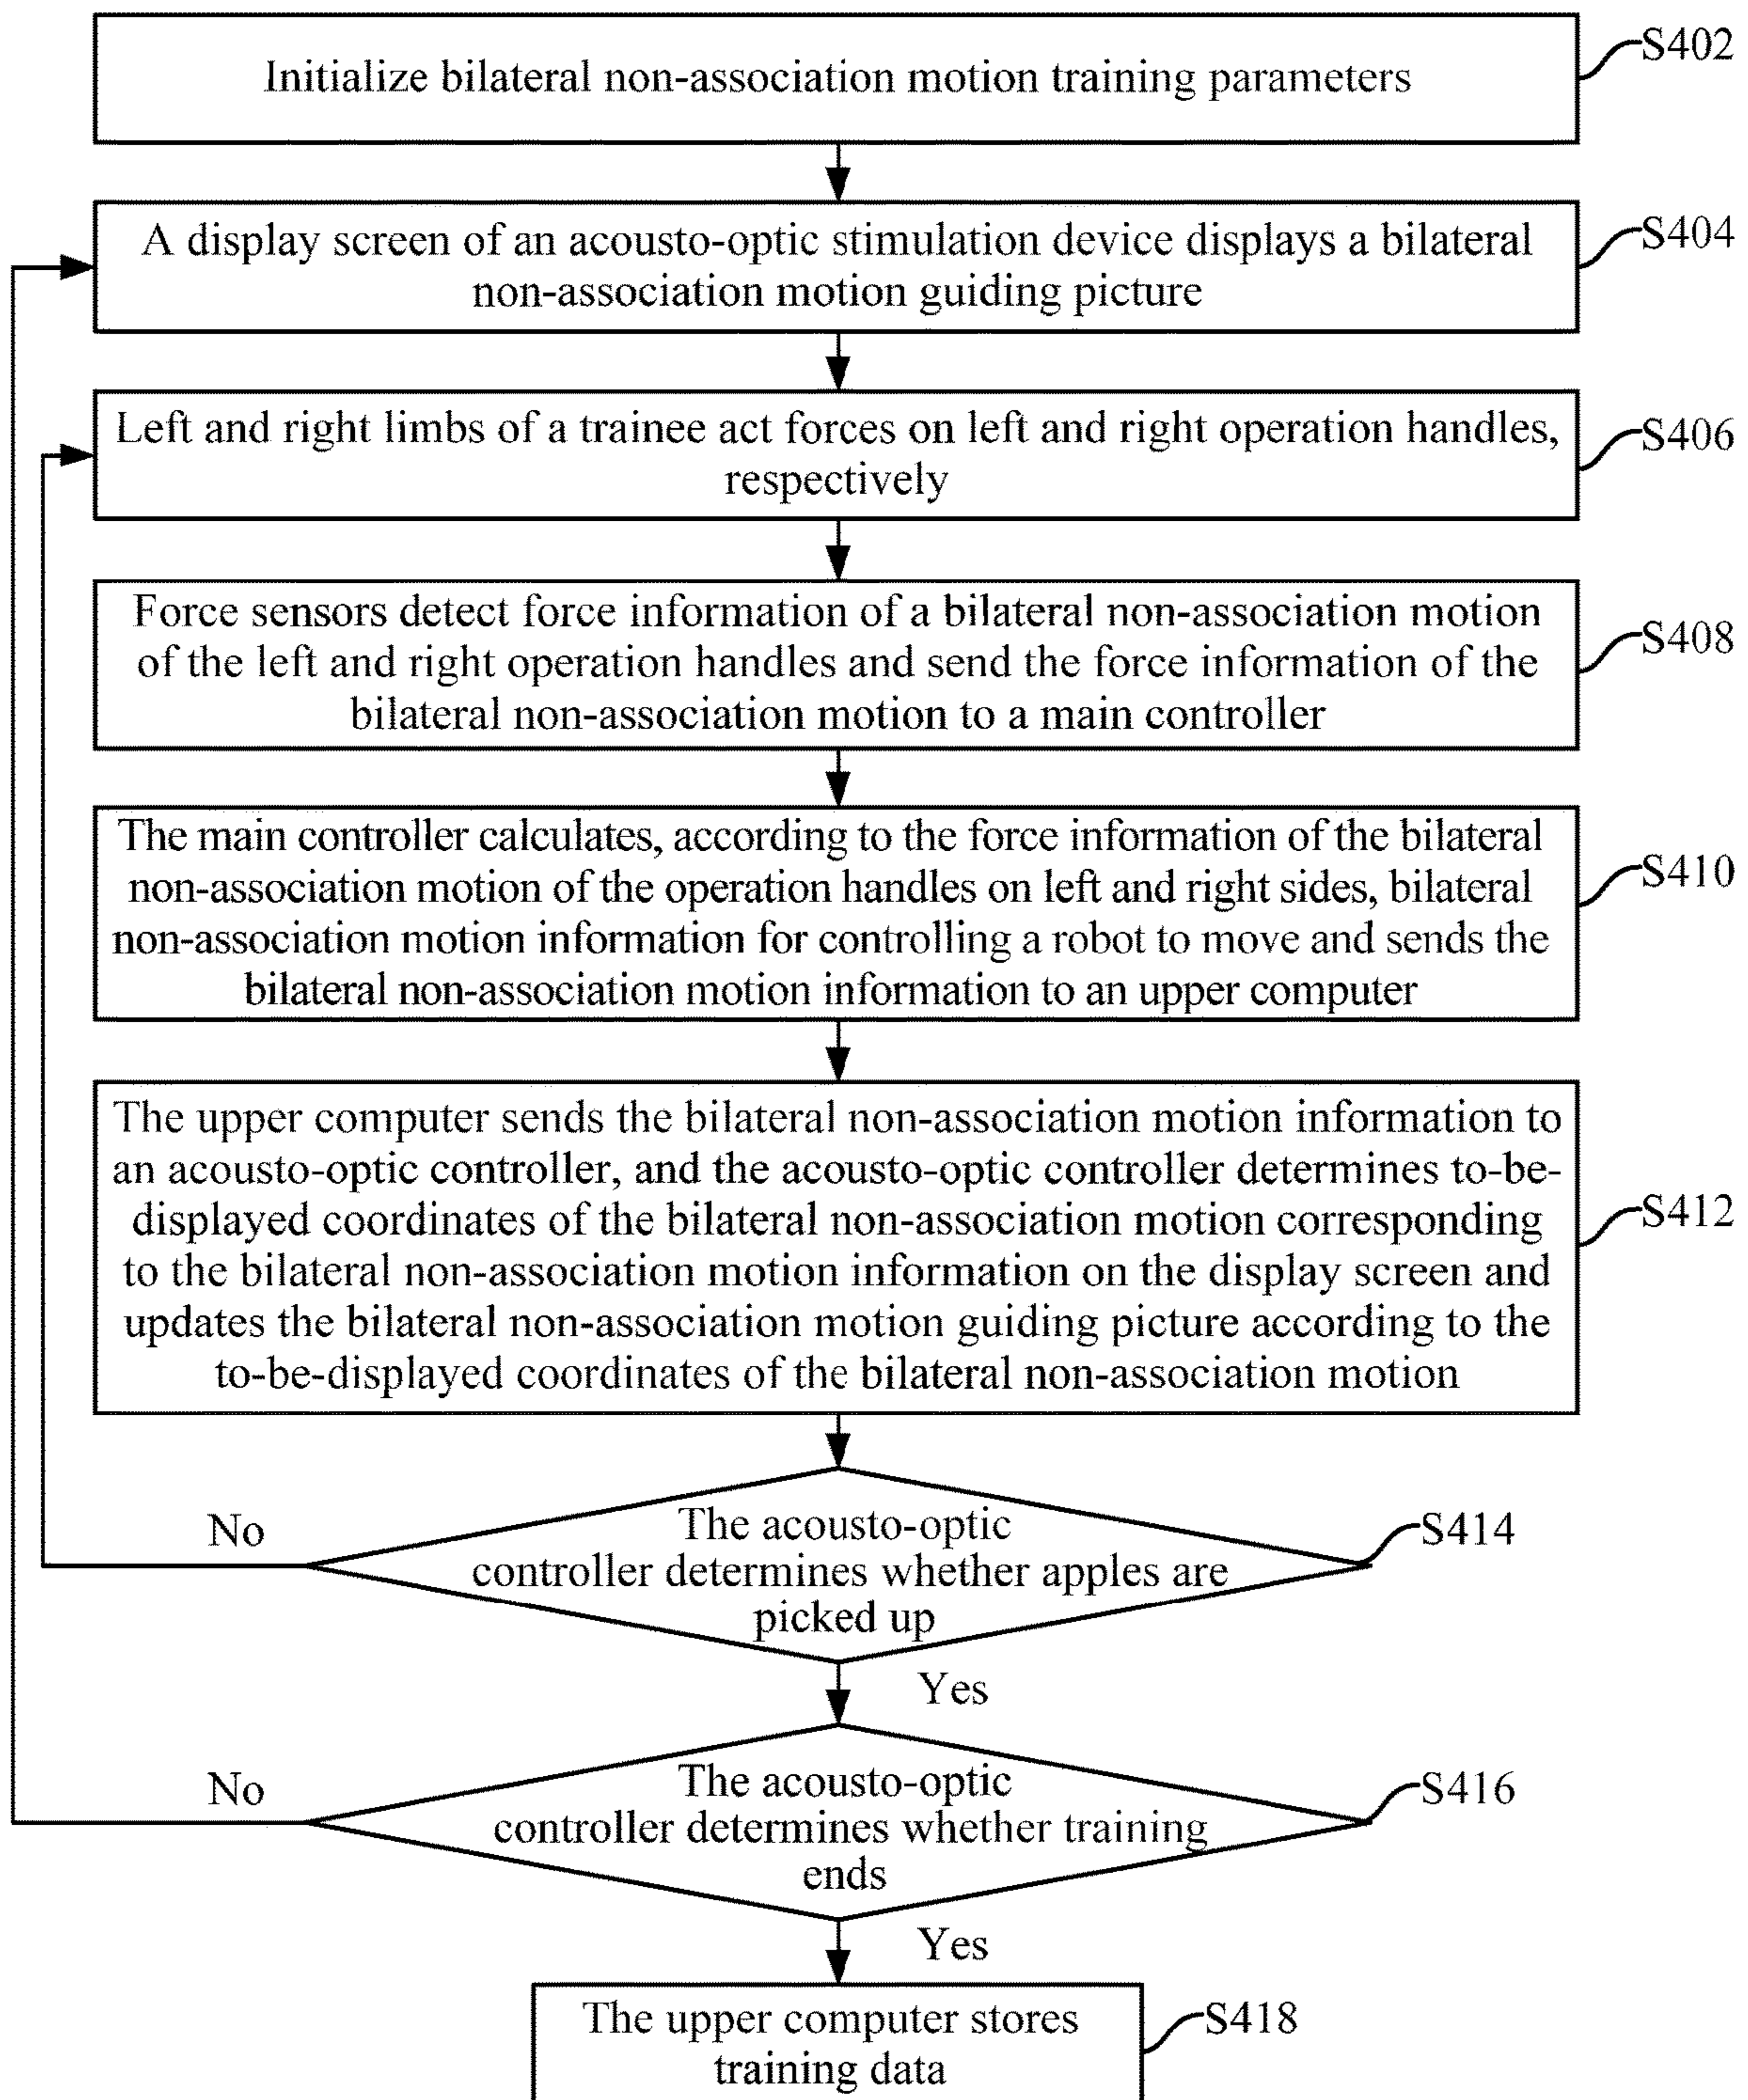 Initialize bilateral non-association motion training parameters
S402
A display screen of an acousto-optic stimulation device displays a bilateral
non-association motion guiding picture
S404
Left and right limbs of a trainee act forces on left and right operation handles,
respectively
S406
Force sensors detect force information of a bilateral non-association motion
of the left and right operation handles and send the force information of the
bilateral non-association motion to a main controller
S408
The main controller calculates, according to the force information of the bilateral
non-association motion of the operation handles on left and right sides, bilateral
non-association motion information for controlling a robot to move and sends the
bilateral non-association motion information to an upper computer
S410
The upper computer sends the bilateral non-association motion information to
an acousto-optic controller, and the acousto-optic controller determines to-be-
displayed coordinates of the bilateral non-association motion corresponding
to the bilateral non-association motion information on the display screen and
updates the bilateral non-association motion guiding picture according to the
to-be-displayed coordinates of the bilateral non-association motion
S412
No
The acousto-optic
controller determines whether apples are
picked up
S414
Yes
No
The acousto-optic
controller determines whether training
ends
S416
Yes
The upper computer stores
training data
S418